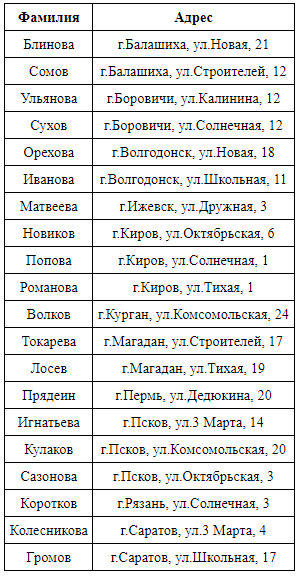 Фамилия Адрес
Блинова г.Балашиха, ул.Новая, 21
Сомов г.Балашиха, ул.Строителей, 12
Ульянова г.Боровичи, ул.Калинина, 12
Сухов г.Боровичи, ул.Солнечная, 12
Орехова г.Волгодонск, ул.Новая, 18
Иванова г.Волгодонск, ул.Школьная, 11
Матвеева г.Ижевск, ул.Дружная, 3
Новиков г.Киров, ул.Октябрьская, 6
Попова г.Киров, ул.Солнечная, 1
Романова г.Киров, ул.Тихая, 1
Волков г.Курган, ул.Комсомольская, 24
Токарева г.Магадан, ул.Строителей, 17
Лосев г.Магадан, ул.Тихая, 19
Прядеин г.Пермь, ул.Дедюкина, 20
Игнатьева г.Псков, ул.3 Марта, 14
Кулаков г.Псков, ул.Комсомольская, 20
Сазонова г.Псков, ул.Октябрьская, 3
Коротков г.Рязань, ул.Солнечная, 3
Колесникова г.Саратов, ул.3 Марта, 4
Громов г.Саратов, ул.Школьная, 17